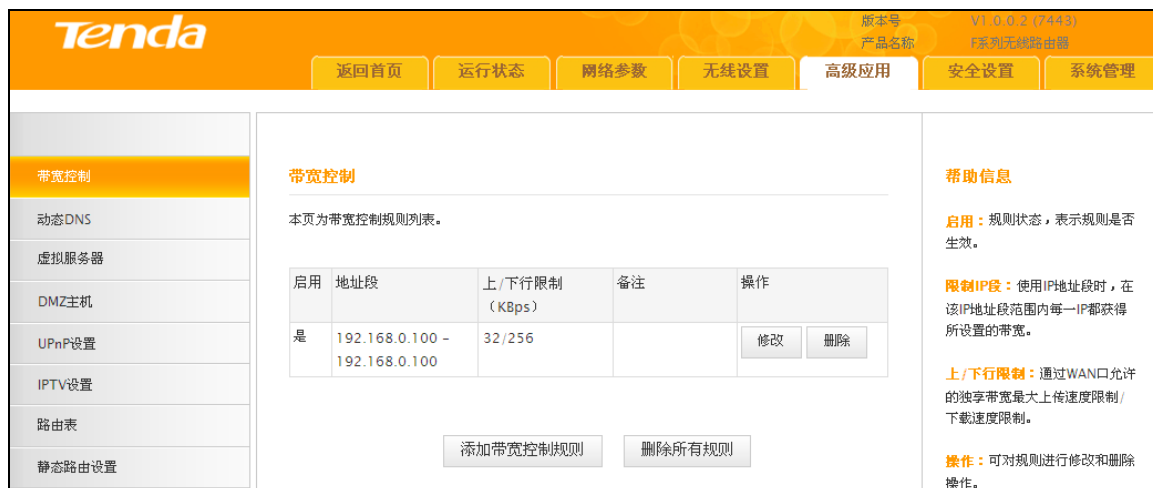 Tenda
版本号 V1.0.0.2 (7443)
产品名称 F系列无线路由器
返回首页 运行状态 网络参数 无线设置 高级应用 安全设置 系统管理
带宽控制
动态DNS
虚拟服务器
DMZ主机
UPnP设置
IPTV设置
路由表
静态路由设置
带宽控制
本页为带宽控制规则列表。
启用 地址段 上/下行限制 备注 操作
（KBps）
是 192.168.0.100 – 32/256 修改 删除
192.168.0.100
添加带宽控制规则 删除所有规则
帮助信息
启用：规则状态，表示规则是否
生效。
限制IP段：使用IP地址段时，在
该IP地址段范围内每一IP都获得
所设置的带宽。
上/下行限制：通过WAN口允许
的独享带宽最大上传速度限制/
下载速度限制。
操作：可对规则进行修改和删除
操作。